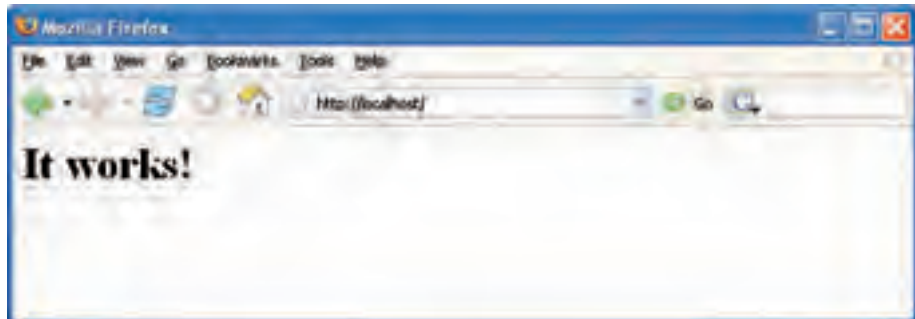 Mozilla Firefox
File Edit View Go Bookmarks Tools Help
http://localhost/ Go
It works!